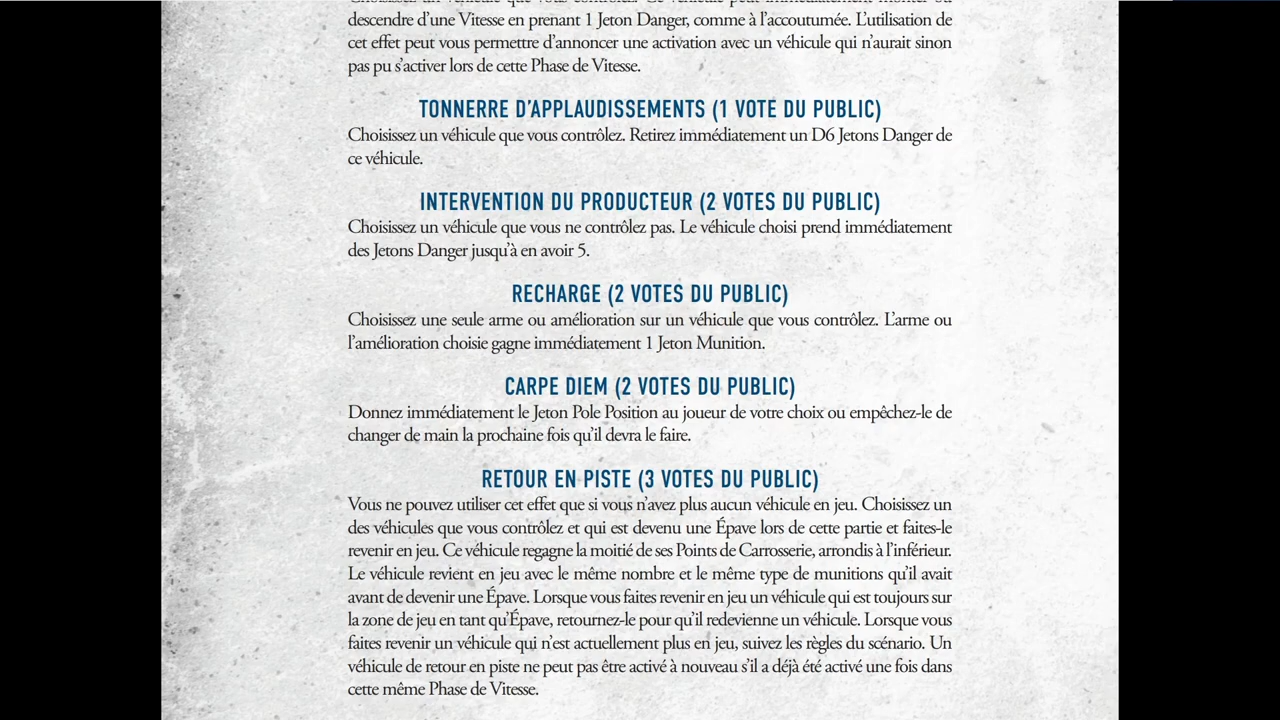 descendre d’une Vitesse en prenant 1 Jeton Danger, comme à l’accoutumée. L’utilisation de
cet effet peut vous permettre d’annoncer une activation avec un véhicule qui n’aurait sinon
pas pu s’activer lors de cette Phase de Vitesse.
TONNERRE D’APPLAUDISSEMENTS (1 VOTE DU PUBLIC)
Choisissez un véhicule que vous contrôlez. Retirez immédiatement un D6 Jetons Danger de
ce véhicule.
INTERVENTION DU PRODUCTEUR (2 VOTES DU PUBLIC)
Choisissez un véhicule que vous ne contrôlez pas. Le véhicule choisi prend immédiatement
des Jetons Danger jusqu’à en avoir 5.
RECHARGE (2 VOTES DU PUBLIC)
Choisissez une seule arme ou amélioration sur un véhicule que vous contrôlez. L’arme ou
l’amélioration choisie gagne immédiatement 1 Jeton Munition.
CARPE DIEM (2 VOTES DU PUBLIC)
Donnez immédiatement le Jeton Pole Position au joueur de votre choix ou empêchez-le de
changer de main la prochaine fois qu’il devra le faire.
RETOUR EN PISTE (3 VOTES DU PUBLIC)
Vous ne pouvez utiliser cet effet que si vous n’avez plus aucun véhicule en jeu. Choisissez un
des véhicules que vous contrôlez et qui est devenu une Épave lors de cette partie et faites-le
revenir en jeu. Ce véhicule regagne la moitié de ses Points de Carrosserie, arrondis à l’inférieur.
Le véhicule revient en jeu avec le même nombre et le même type de munitions qu’il avait
avant de devenir une Épave. Lorsque vous faites revenir en jeu un véhicule qui est toujours sur
la zone de jeu en tant qu’Épave, retournez-le pour qu’il redevienne un véhicule. Lorsque vous
faites revenir un véhicule qui n’est actuellement plus en jeu, suivez les règles du scénario. Un
véhicule de retour en piste ne peut pas être activé à nouveau s’il a déjà été activé une fois dans
cette même Phase de Vitesse.